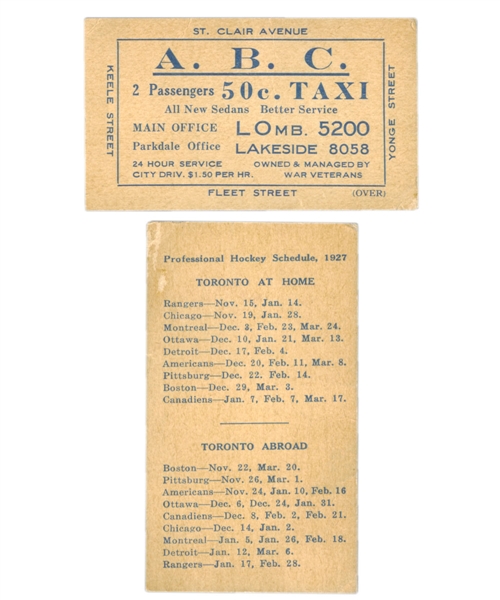 ST. CLAIR AVENUE
KEELE STREET
A. B. C.
2 Passengers 50c. TAXI
All New Sedans Better Service
MAIN OFFICE LOMB. 5200
Parkdale Office LAKESIDE 8058
24 HOUR SERVICE OWNED & MANAGED BY
CITY DRIV. $1.50 PER HR. WAR VETERANS
YONGE STREET
FLEET STREET (OVER)
Professional Hockey Schedule, 1927
TORONTO AT HOME
Rangers—Nov. 15, Jan. 14.
Chicago—Nov. 19, Jan. 28.
Montreal—Dec. 3, Feb. 23, Mar. 24.
Ottawa—Dec. 10, Jan. 21, Mar. 13.
Detroit—Dec. 17, Feb. 4.
Americans—Dec. 20, Feb. 11, Mar. 8.
Pittsburg—Dec. 22. Feb. 14.
Boston—Dec. 29, Mar. 3.
Canadiens—Jan. 7, Feb. 7, Mar. 17.
TORONTO ABROAD
Boston—Nov. 22, Mar. 20.
Pittsburg—Nov. 26, Mar. 1.
Americans—Nov. 24, Jan. 10, Feb. 16
Ottawa—Dec. 6, Dec. 24, Jan. 31.
Canadiens—Dec. 8, Feb. 2, Feb. 21.
Chicago—Dec. 14, Jan. 2.
Montreal—Jan. 5, Jan. 26, Feb. 18.
Detroit—Jan. 12, Mar. 6.
Rangers—Jan. 17, Feb. 28.